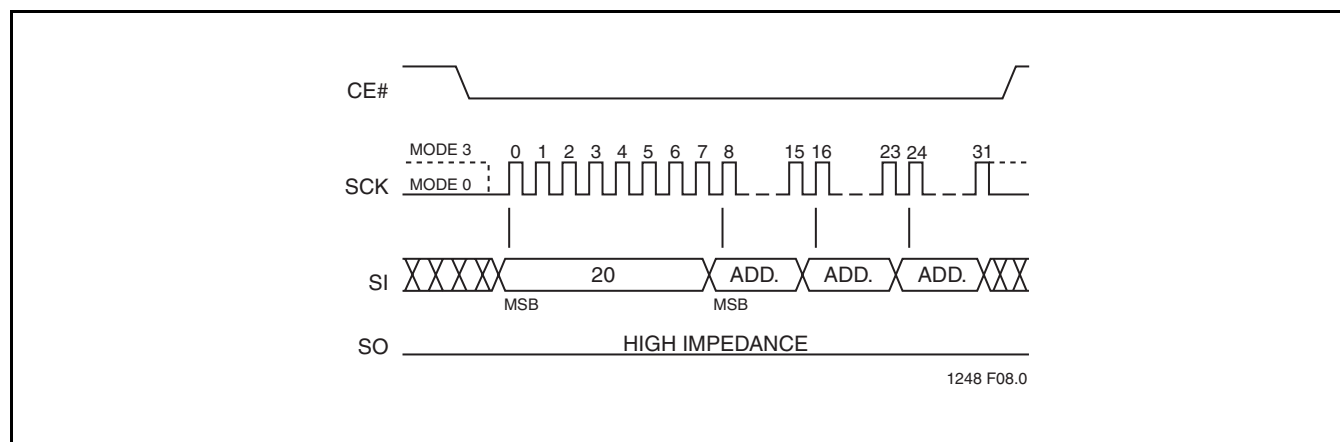 CE#
MODE 3
0 1 2 3 4 5 6 7 8 15 16 23 24 31
SCK
MODE 0
20 ADD. ADD. ADD.
SI
MSB MSB
HIGH IMPEDANCE
SO
1248 F08.0